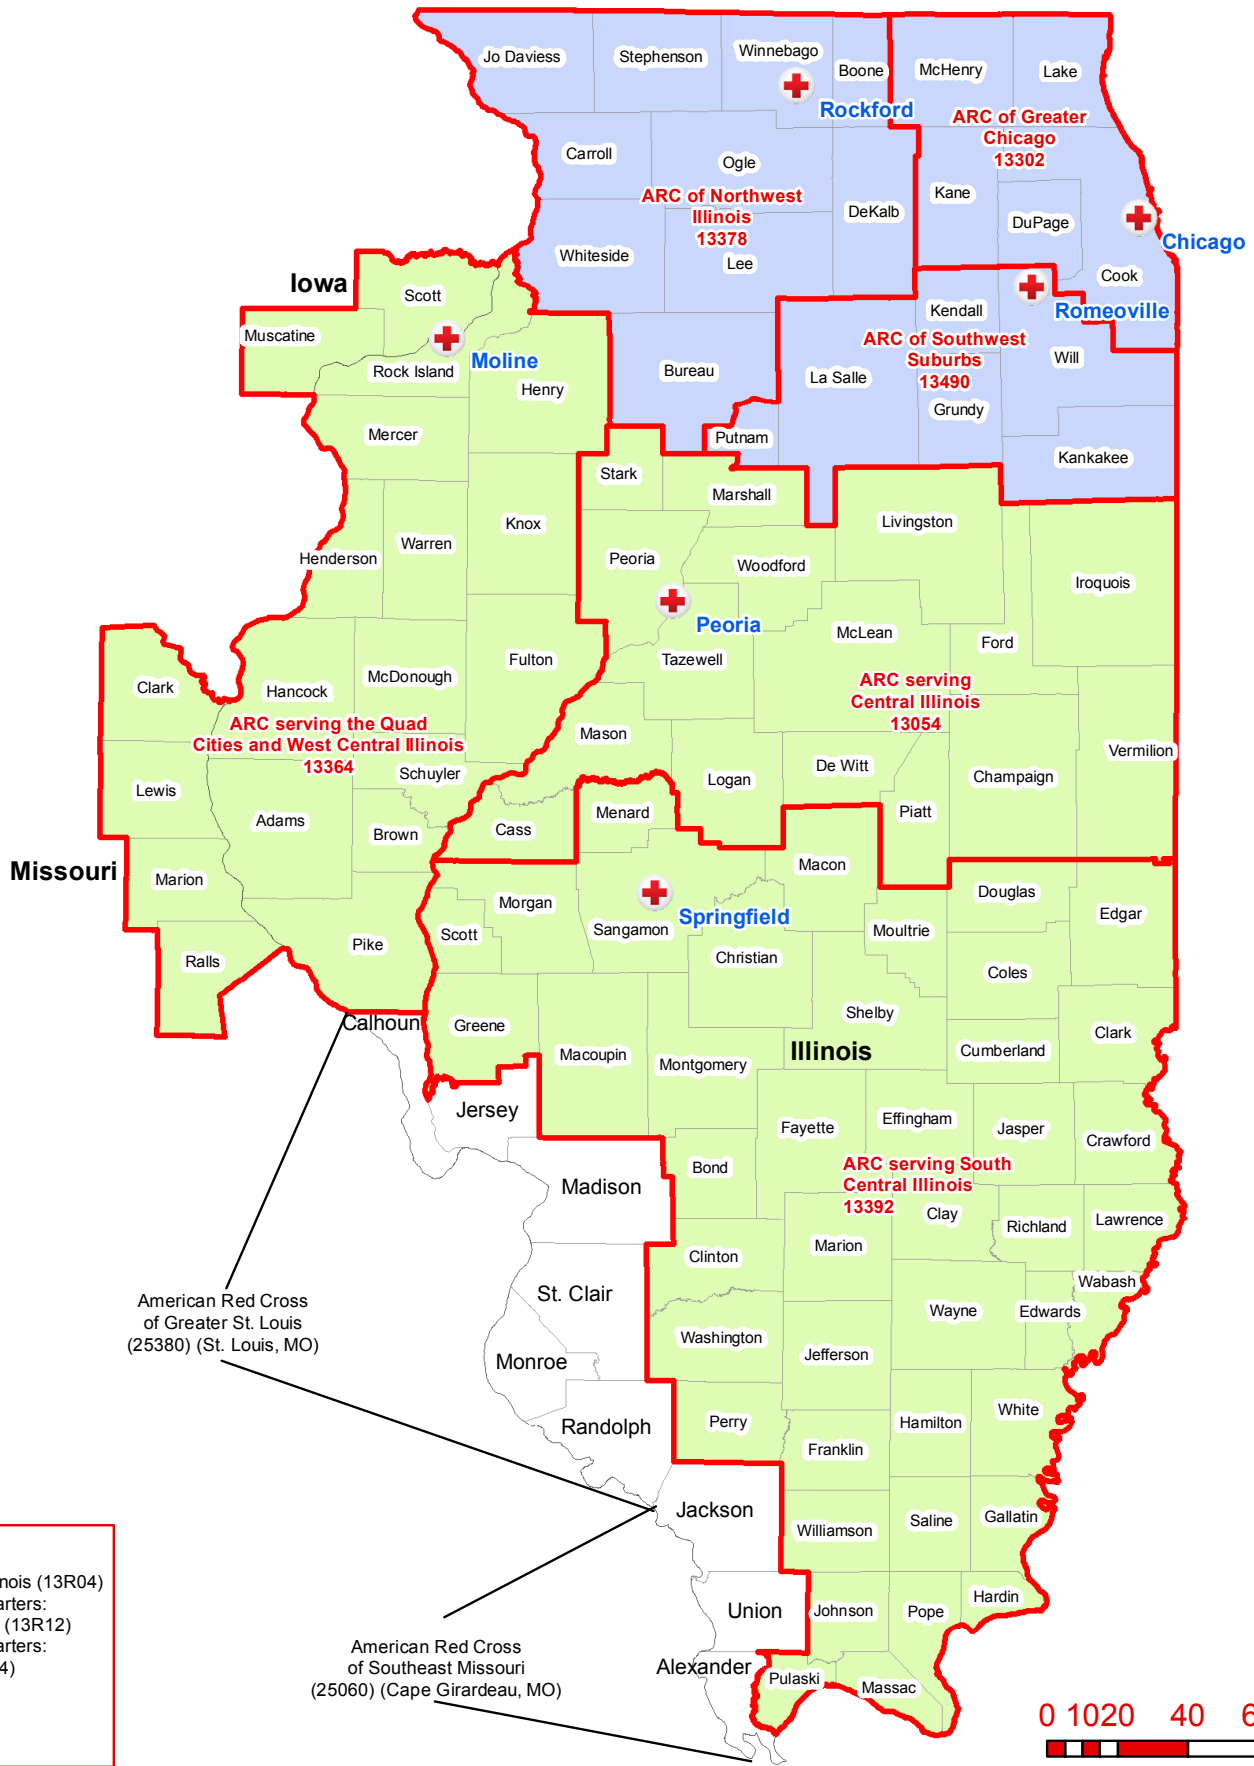 Jo Daviess
Stephenson
Winnebago
Boone
McHenry
Lake
Rockford
ARC of Greater
Chicago
13302
Carroll
Ogle
ARC of Northwest
Illinois
13378
DeKalb
Kane
DuPage
Chicago
Whiteside
Lee
Cook
Iowa
Scott
Muscatine
Moline
Rock Island
Henry
Bureau
Kendall
Romeoville
ARC of Southwest
Suburbs
13490
Will
La Salle
Grundy
Putnam
Kankakee
Mercer
Stark
Marshall
Livingston
Knox
Warren
Henderson
Peoria
Woodford
Iroquois
Peoria
McLean
Ford
Tazewell
Fulton
McDonough
Hancock
Clark
ARC serving
Central Illinois
13054
ARC serving the Quad
Cities and West Central Illinois
13364
Mason
Vermilion
Schuyler
Lewis
Logan
De Witt
Champaign
Adams
Brown
Cass
Menard
Piatt
Missouri
Marion
Macon
Douglas
Edgar
Morgan
Springfield
Scott
Sangamon
Moultrie
Pike
Ralls
Christian
Coles
Calhoun
Greene
Shelby
Clark
Macoupin
Montgomery
Illinois
Cumberland
Jersey
Fayette
Effingham
Jasper
Crawford
Bond
ARC serving South
Central Illinois
13392
Madison
Clay
Richland
Lawrence
Clinton
Marion
Wabash
St. Clair
Wayne
Edwards
American Red Cross
of Greater St. Louis
(25380) (St. Louis, MO)
Washington
Jefferson
Monroe
Randolph
Perry
Hamilton
White
Franklin
Jackson
Williamson
Saline
Gallatin
Union
Johnson
Pope
Hardin
American Red Cross
of Southeast Missouri
(25060) (Cape Girardeau, MO)
Alexander
Pulaski
Massac
nois (13R04)
arters:
(13R12)
arters:
4)
0 10 20 40 6